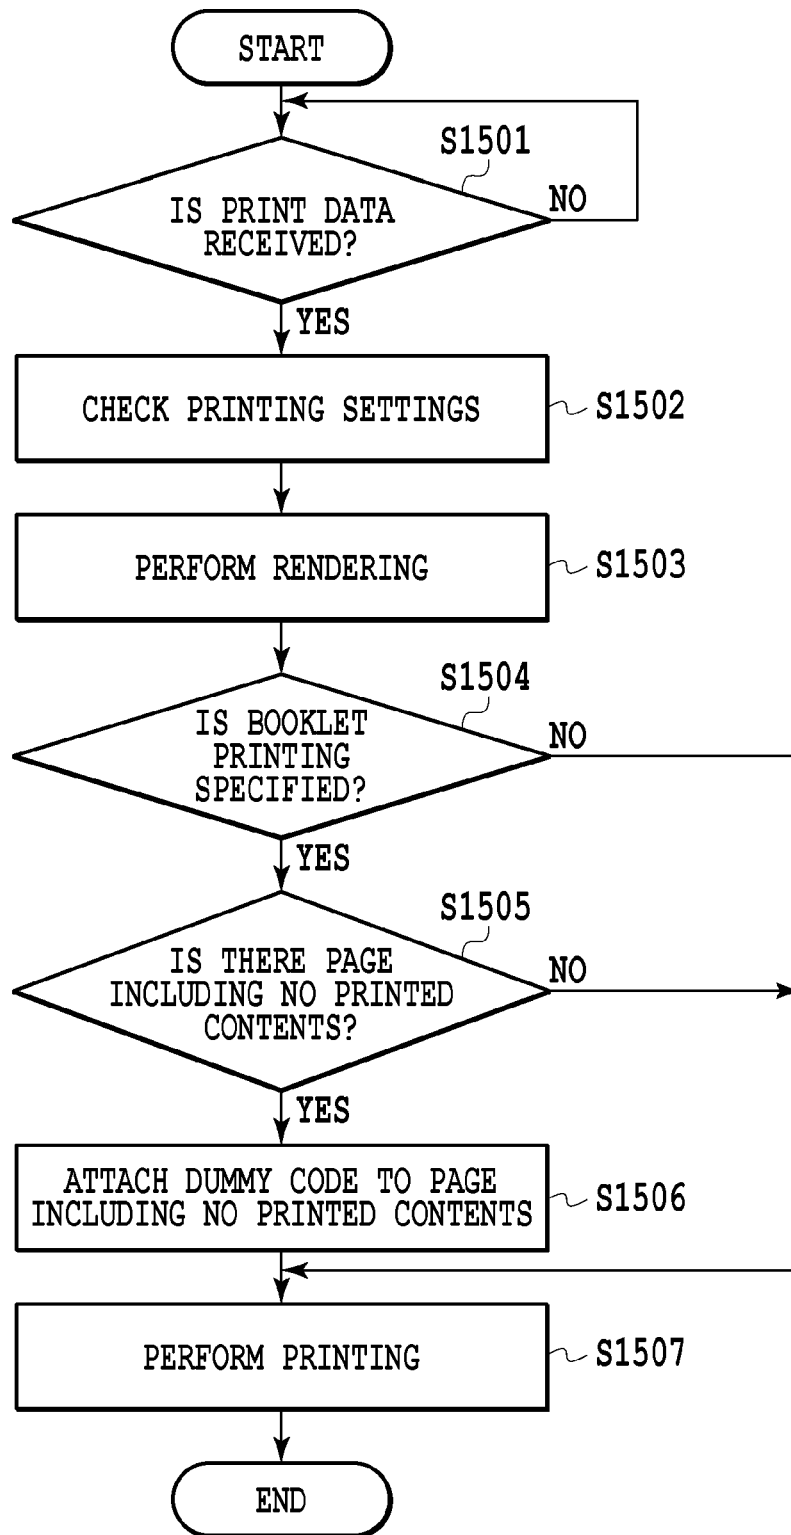 START
S1501
IS PRINT DATA
RECEIVED?
NO
YES
CHECK PRINTING SETTINGS
S1502
PERFORM RENDERING
S1503
S1504
IS BOOKLET
PRINTING
SPECIFIED?
NO
YES
S1505
IS THERE PAGE
INCLUDING NO PRINTED
CONTENTS?
NO
YES
ATTACH DUMMY CODE TO PAGE
INCLUDING NO PRINTED CONTENTS
S1506
PERFORM PRINTING
S1507
END